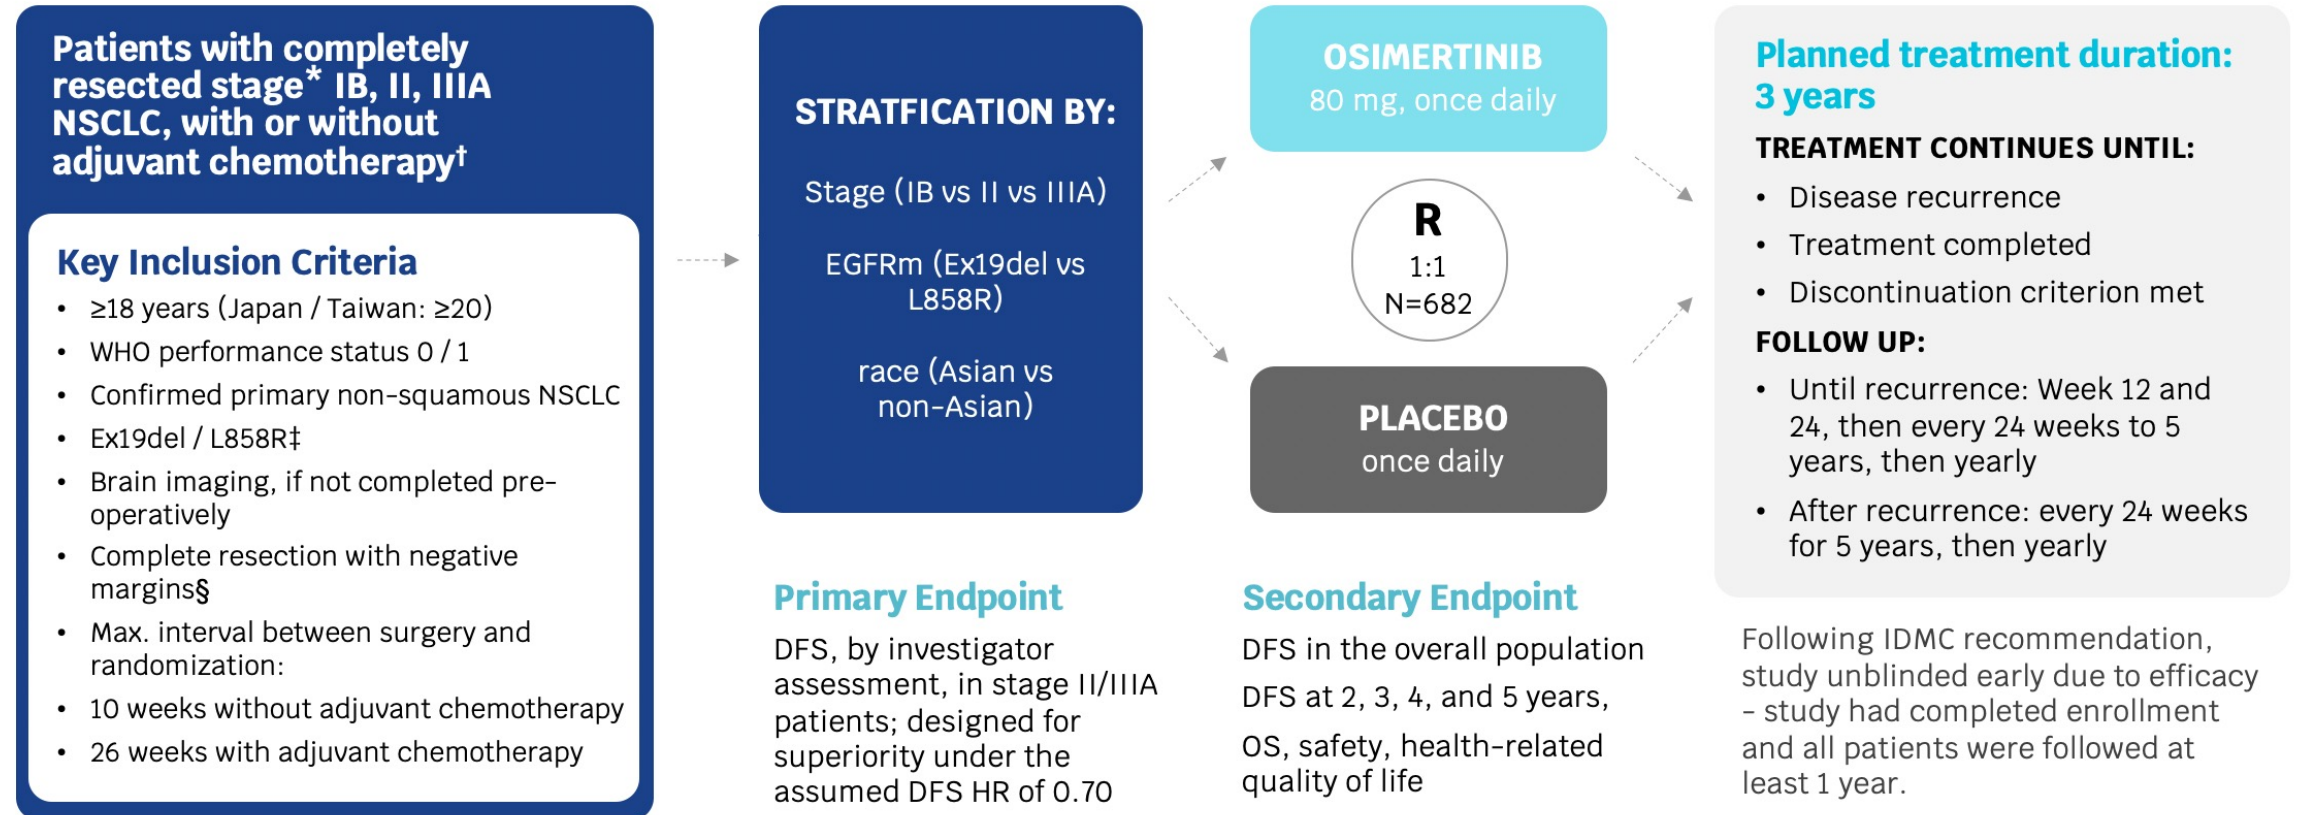 Patients with completely
resected stage* IB, II, IIIA
NSCLC, with or without
adjuvant chemotherapy†
Key Inclusion Criteria
• ≥18 years (Japan / Taiwan: ≥20)
• WHO performance status 0 / 1
• Confirmed primary non-squamous NSCLC
• Ex19del / L858R‡
• Brain imaging, if not completed pre-
operatively
• Complete resection with negative
margins§
• Max. interval between surgery and
randomization:
• 10 weeks without adjuvant chemotherapy
• 26 weeks with adjuvant chemotherapy
STRATFICATION BY:
Stage (IB vs II vs IIIA)
EGFRm (Ex19del vs
L858R)
race (Asian vs
non-Asian)
OSIMERTINIB
80 mg, once daily
R
1:1
N=682
PLACEBO
once daily
Primary Endpoint
DFS, by investigator
assessment, in stage II/IIIA
patients; designed for
superiority under the
assumed DFS HR of 0.70
Secondary Endpoint
DFS in the overall population
DFS at 2, 3, 4, and 5 years,
OS, safety, health-related
quality of life
Planned treatment duration:
3 years
TREATMENT CONTINUES UNTIL:
• Disease recurrence
• Treatment completed
• Discontinuation criterion met
FOLLOW UP:
• Until recurrence: Week 12 and
24, then every 24 weeks to 5
years, then yearly
• After recurrence: every 24 weeks
for 5 years, then yearly
Following IDMC recommendation,
study unblinded early due to efficacy
– study had completed enrollment
and all patients were followed at
least 1 year.